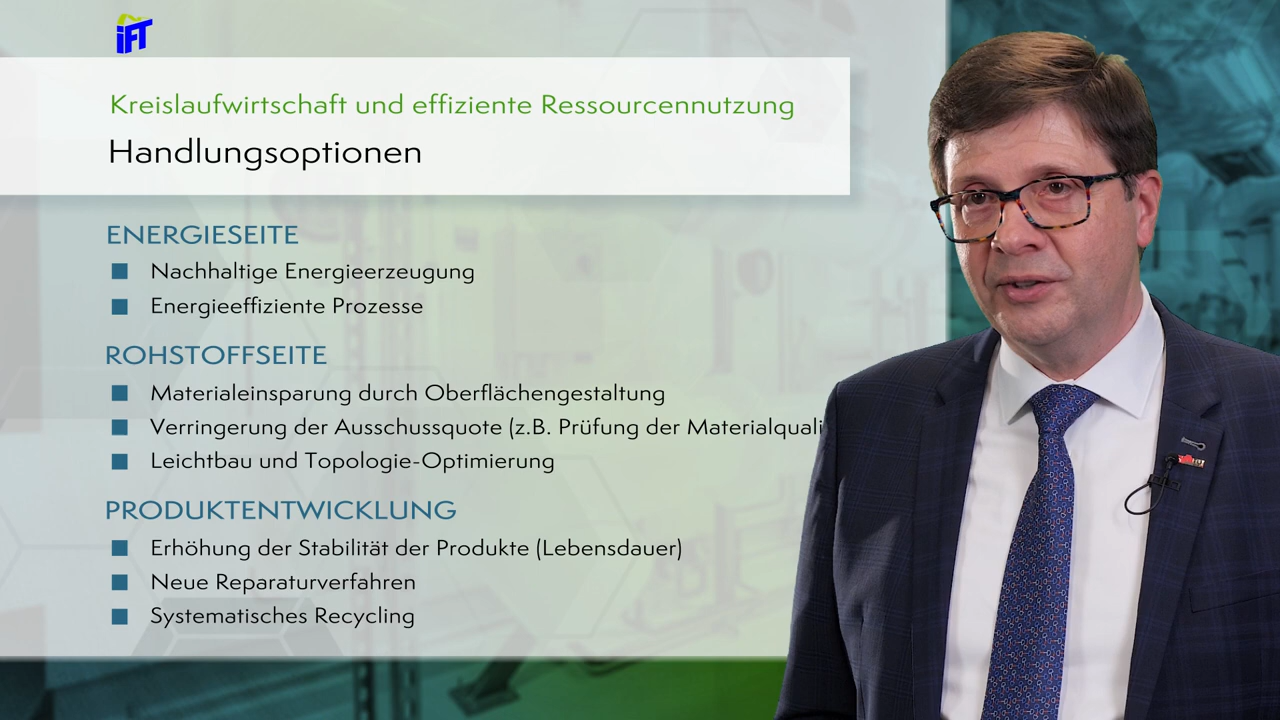 iFT
Kreislaufwirtschaft und effiziente Ressourcennutzung
Handlungsoptionen
ENERGIESEITE
Nachhaltige Energieerzeugung
Energieeffiziente Prozesse
ROHSTOFFSEITE
Materialeinsparung durch Oberflächengestaltung
Verringerung der Ausschussquote (z.B. Prüfung der Materialquali
Leichtbau und Topologie-Optimierung
PRODUKTENTWICKLUNG
Erhöhung der Stabilität der Produkte (Lebensdauer)
Neue Reparaturverfahren
Systematisches Recycling